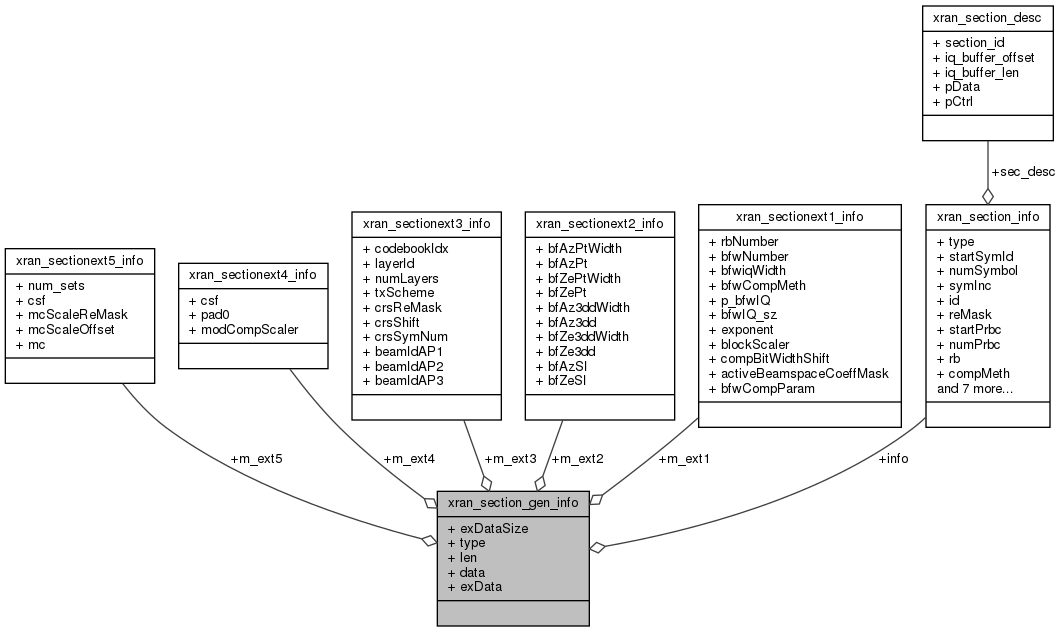 xran_section_desc
+ section_id
+ iq_buffer_offset
+ iq_buffer_len
+ pData
+ pCtrl
+sec_desc
xran_sectionext5_info
+ num_sets
+ csf
+ mcScaleReMask
+ mcScaleOffset
+ mc
xran_sectionext4_info
+ csf
+ pad0
+ modCompScaler
xran_sectionext3_info
+ codebookIdx
+ layerId
+ numLayers
+ txScheme
+ crsReMask
+ crsShift
+ crsSymNum
+ beamIdAP1
+ beamIdAP2
+ beamIdAP3
xran_sectionext2_info
+ bfAzPtWidth
+ bfAzPt
+ bfZePtWidth
+ bfZePt
+ bfAz3ddWidth
+ bfAz3dd
+ bfZe3ddWidth
+ bfZe3dd
+ bfAzSI
+ bfZeSI
xran_sectionext1_info
+ rbNumber
+ bfwNumber
+ bfwiqWidth
+ bfwCompMeth
+ p_bfwIQ
+ bfwIQ_sz
+ exponent
+ blockScaler
+ compBitWidthShift
+ activeBeamspaceCoeffMask
+ bfwCompParam
xran_section_info
+ type
+ startSymId
+ numSymbol
+ symInc
+ id
+ reMask
+ startPrbc
+ numPrbc
+ rb
+ compMeth
and 7 more...
+m_ext5
+m_ext4
+m_ext3
+m_ext2
+m_ext1
+info
xran_section_gen_info
+ exDataSize
+ type
+ len
+ data
+ exData